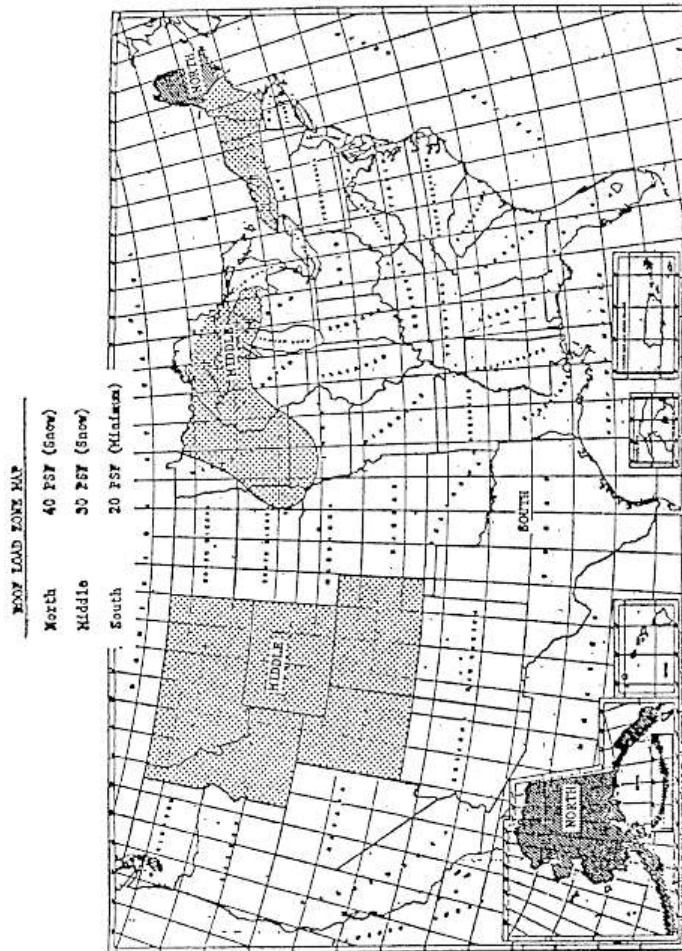 ROOF LOAD ZONE MAP
North 40 PSF (Snow)
Middle 30 PSF (Snow)
South 20 PSF (Minimum)
NORTH
MIDDLE
MIDDLE
SOUTH
NORTH